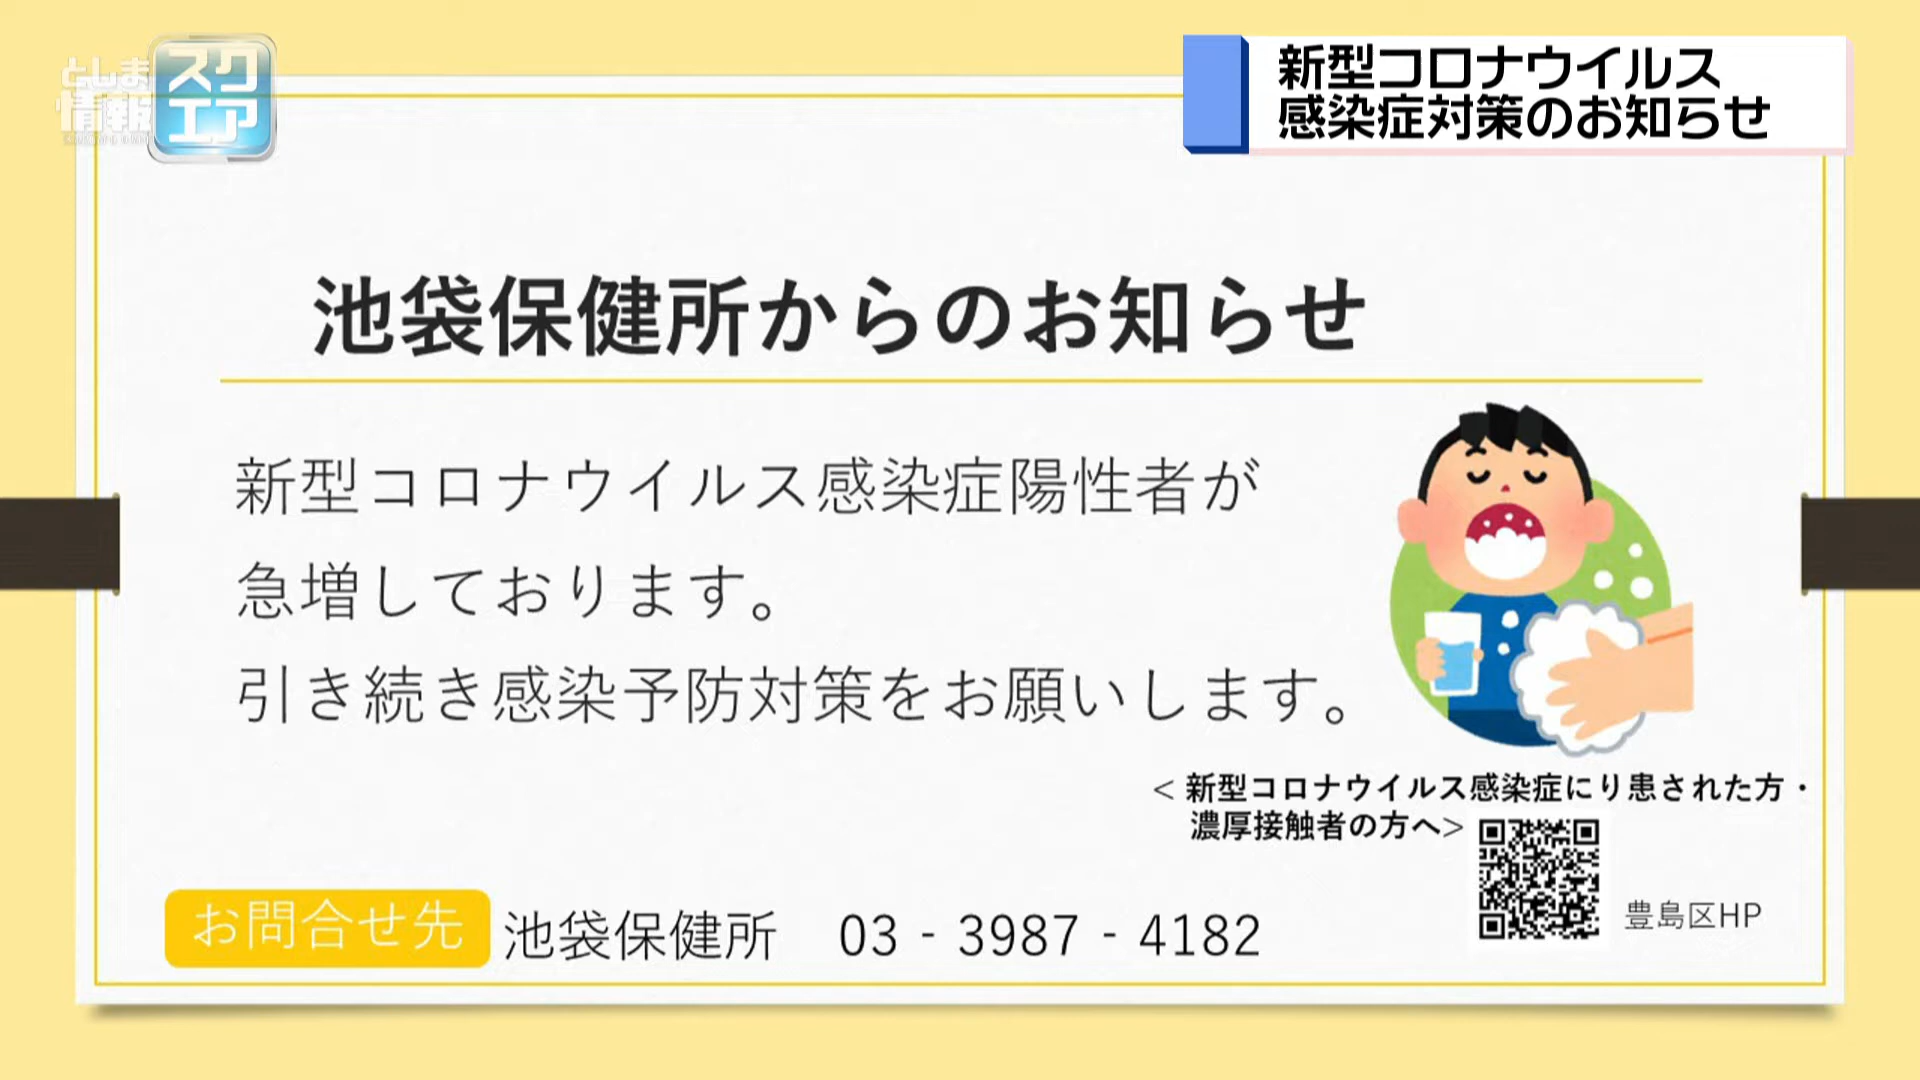 としま
情報
スク
エア
新型コロナウイルス
感染症対策のお知らせ
池袋保健所からのお知らせ
新型コロナウイルス感染症陽性者が
急増しております。
引き続き感染予防対策をお願いします。
<新型コロナウイルス感染症にり患された方・
濃厚接触者の方へ>
豊島区HP
お問合せ先 池袋保健所 03 - 3987 - 4182